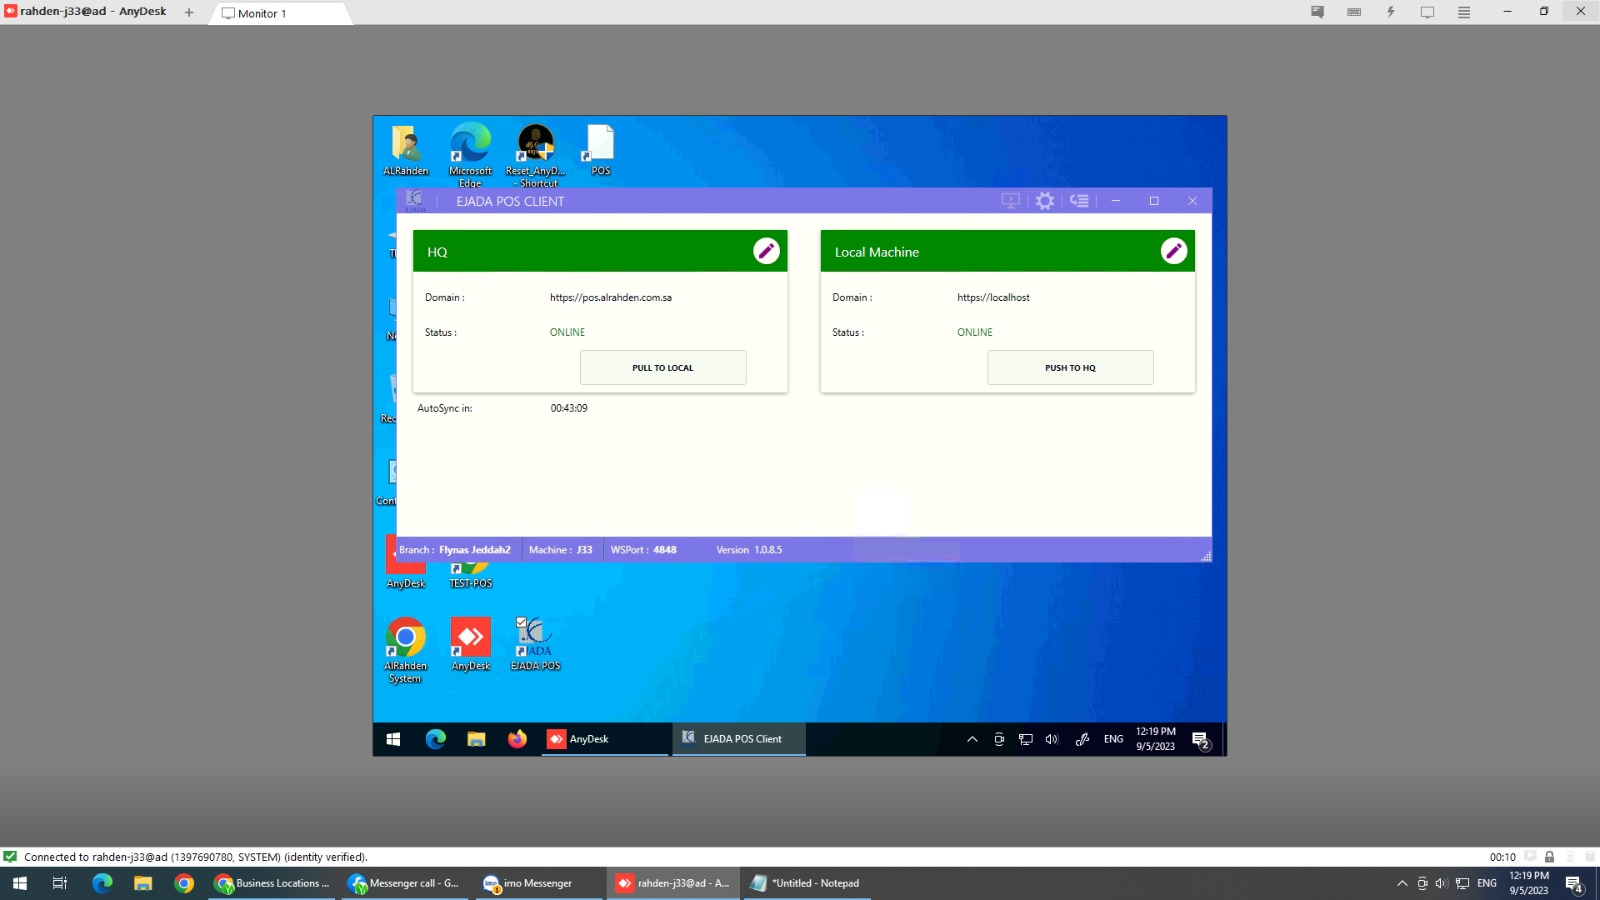 rahden-j33@ad - AnyDesk
Monitor 1
ALRahden
Microsoft Edge
Reset_AnyD... - Shortcut
POS
EJADA
EJADA POS CLIENT
HQ
Domain :
https://pos.alrahden.com.sa
Status :
ONLINE
PULL TO LOCAL
Local Machine
Domain :
https://localhost
Status :
ONLINE
PUSH TO HQ
AutoSync in:
00:43:09
Branch : Flynas Jeddah2
Machine : J33
WSPort : 4848
Version 1.0.8.5
AnyDesk
TEST-POS
AlRahden System
AnyDesk
EJADA POS
AnyDesk
EJADA POS Client
ENG
12:19 PM
9/5/2023
2
Connected to rahden-j33@ad (1397690780, SYSTEM) (identity verified).
00:10
Business Locations ...
Messenger call - G...
imo Messenger
rahden-j33@ad - A...
*Untitled - Notepad
ENG
12:19 PM
9/5/2023
4